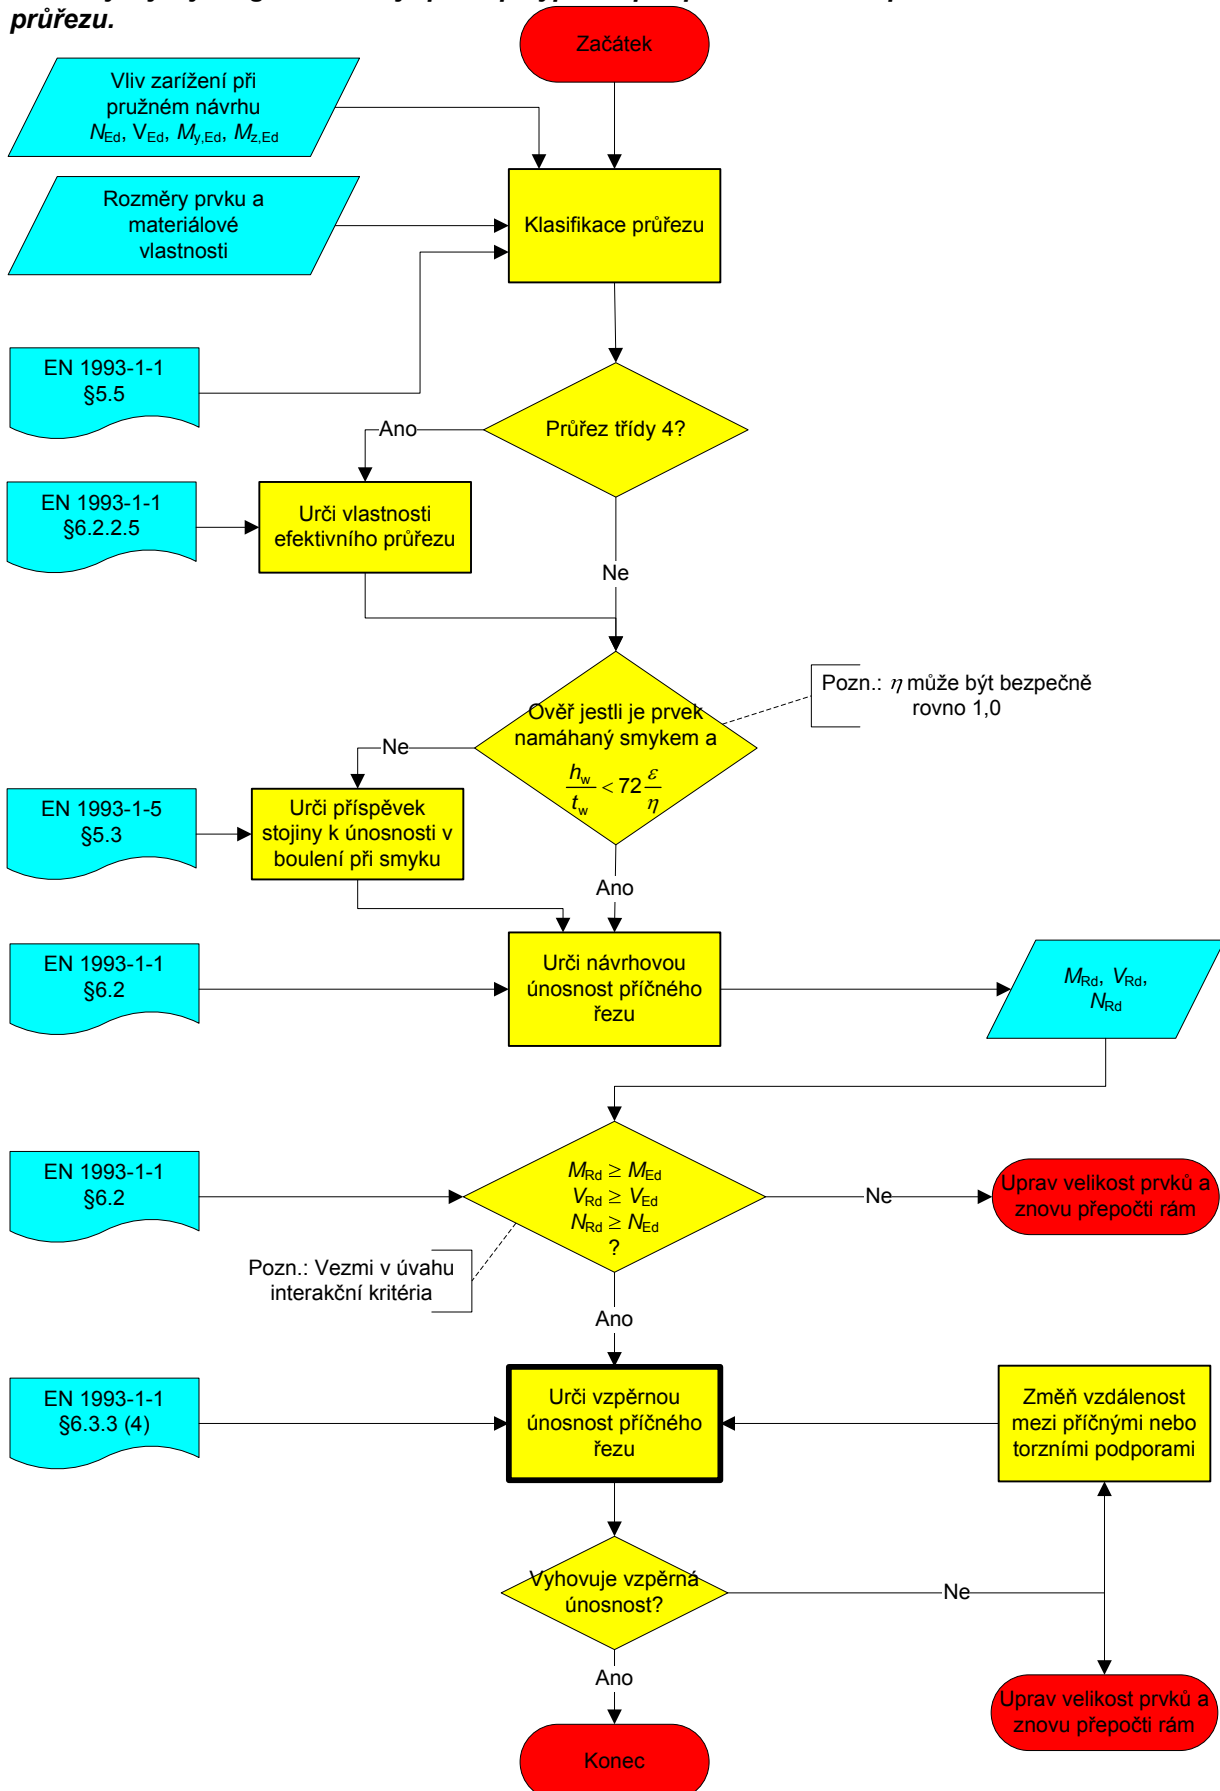 průřezu.
Začátek
Vliv zarížení při
pružném návrhu
NEd, VEd, My,Ed, Mz,Ed
Rozměry prvku a
materiálové
vlastnosti
Klasifikace průřezu
EN 1993-1-1
§5.5
Průřez třídy 4?
Ano
EN 1993-1-1
§6.2.2.5
Urči vlastnosti
efektivního průřezu
Ne
Pozn.: η může být bezpečně
rovno 1,0
Ověř jestli je prvek
namáhaný smykem a
hw/tw < 72 ε/η
Ne
EN 1993-1-5
§5.3
Urči příspěvek
stojiny k únosnosti v
boulení při smyku
Ano
EN 1993-1-1
§6.2
Urči návrhovou
únosnost příčného
řezu
MRd, VRd,
NRd
EN 1993-1-1
§6.2
MRd ≥ MEd
VRd ≥ VEd
NRd ≥ NEd
?
Ne
Uprav velikost prvků a
znovu přepočti rám
Pozn.: Vezmi v úvahu
interakční kritéria
Ano
EN 1993-1-1
§6.3.3 (4)
Urči vzpěrnou
únosnost příčného
řezu
Změň vzdálenost
mezi příčnými nebo
torzními podporami
Vyhovuje vzpěrná
únosnost?
Ne
Ano
Uprav velikost prvků a
znovu přepočti rám
Konec